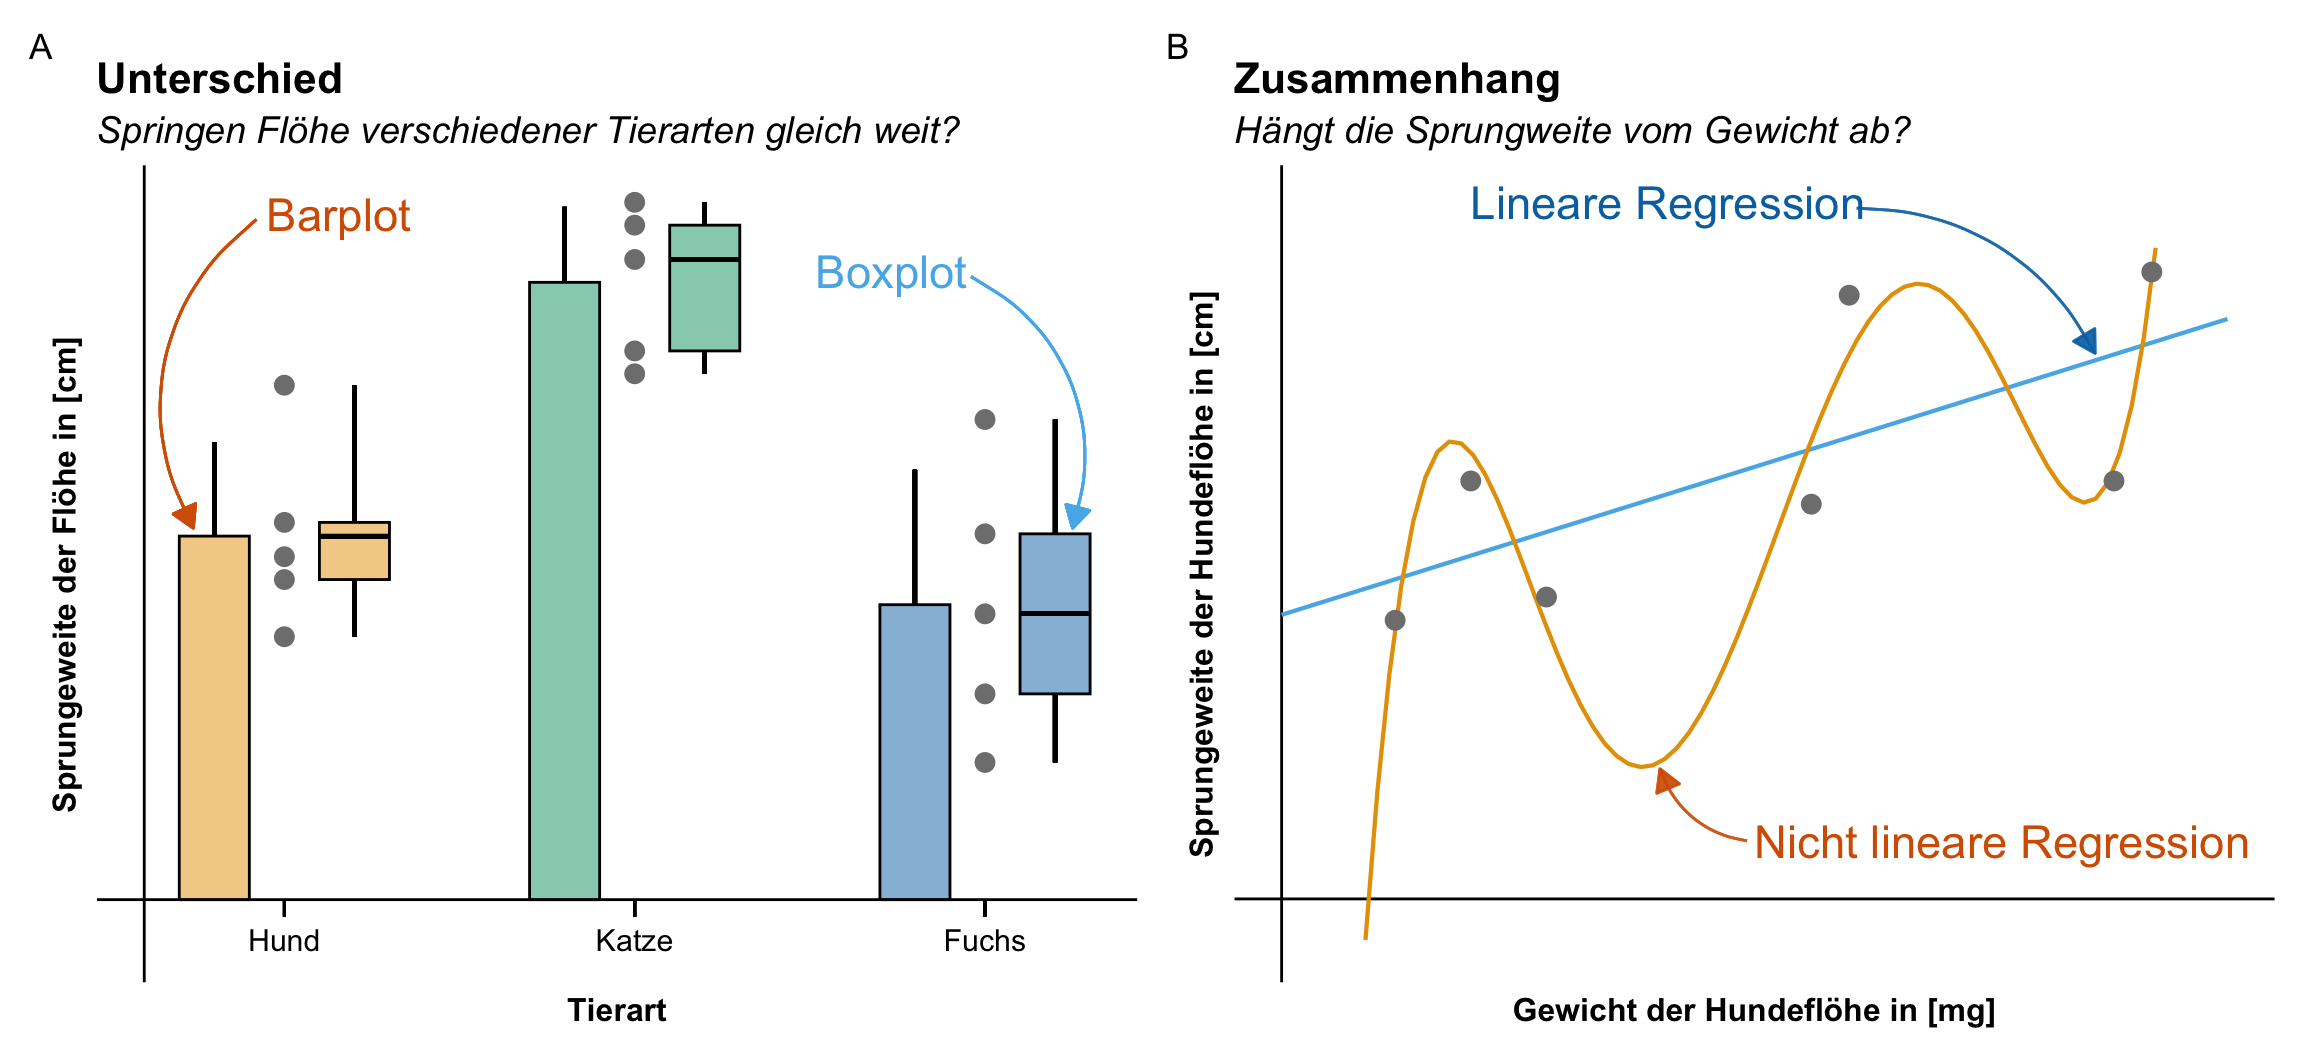 A
Unterschied
Springen Flöhe verschiedener Tierarten gleich weit?
Barplot
Boxplot
Sprungeweite der Flöhe in [cm]
Hund
Katze
Fuchs
Tierart
B
Zusammenhang
Hängt die Sprungweite vom Gewicht ab?
Lineare Regression
Nicht lineare Regression
Sprungeweite der Hundeflöhe in [cm]
Gewicht der Hundeflöhe in [mg]